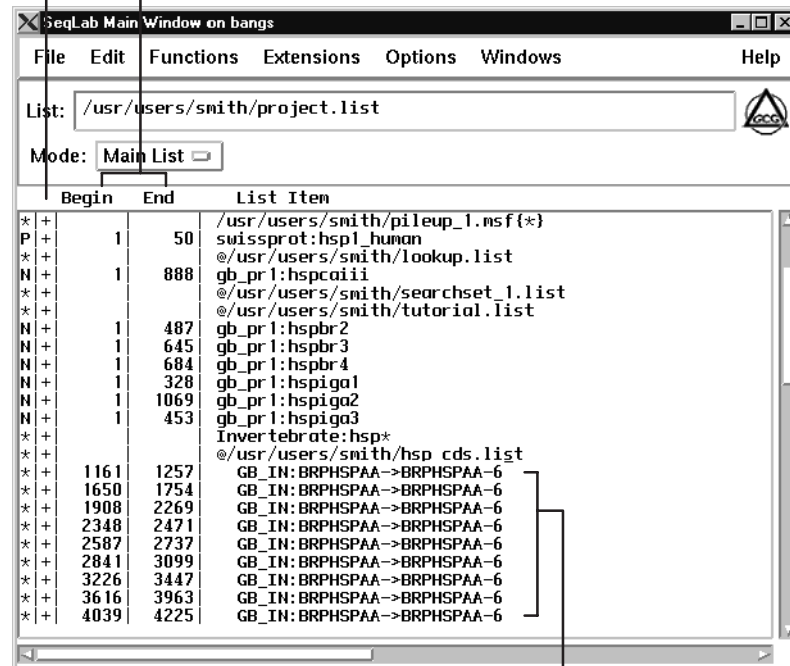 SeqLab Main Window on bangs
File Edit Functions Extensions Options Windows Help
List: /usr/users/smith/project.list
GCG
Mode: Main List
Begin End List Item
*|+| | | /usr/users/smith/pileup_1.msf{*}
P|+| 1| 50| swissprot:hsp1_human
*|+| | | @/usr/users/smith/lookup.list
N|+| 1| 888| gb_pr1:hspcaiii
*|+| | | @/usr/users/smith/searchset_1.list
*|+| | | @/usr/users/smith/tutorial.list
N|+| 1| 487| gb_pr1:hspbr2
N|+| 1| 645| gb_pr1:hspbr3
N|+| 1| 684| gb_pr1:hspbr4
N|+| 1| 328| gb_pr1:hspiga1
N|+| 1| 1069| gb_pr1:hspiga2
N|+| 1| 453| gb_pr1:hspiga3
*|+| | | Invertebrate:hsp*
*|+| | | @/usr/users/smith/hsp_cds.list
*|+| 1161| 1257| GB_IN:BRPHSPAA->BRPHSPAA-6
*|+| 1650| 1754| GB_IN:BRPHSPAA->BRPHSPAA-6
*|+| 1908| 2269| GB_IN:BRPHSPAA->BRPHSPAA-6
*|+| 2348| 2471| GB_IN:BRPHSPAA->BRPHSPAA-6
*|+| 2587| 2737| GB_IN:BRPHSPAA->BRPHSPAA-6
*|+| 2841| 3099| GB_IN:BRPHSPAA->BRPHSPAA-6
*|+| 3226| 3447| GB_IN:BRPHSPAA->BRPHSPAA-6
*|+| 3616| 3963| GB_IN:BRPHSPAA->BRPHSPAA-6
*|+| 4039| 4225| GB_IN:BRPHSPAA->BRPHSPAA-6